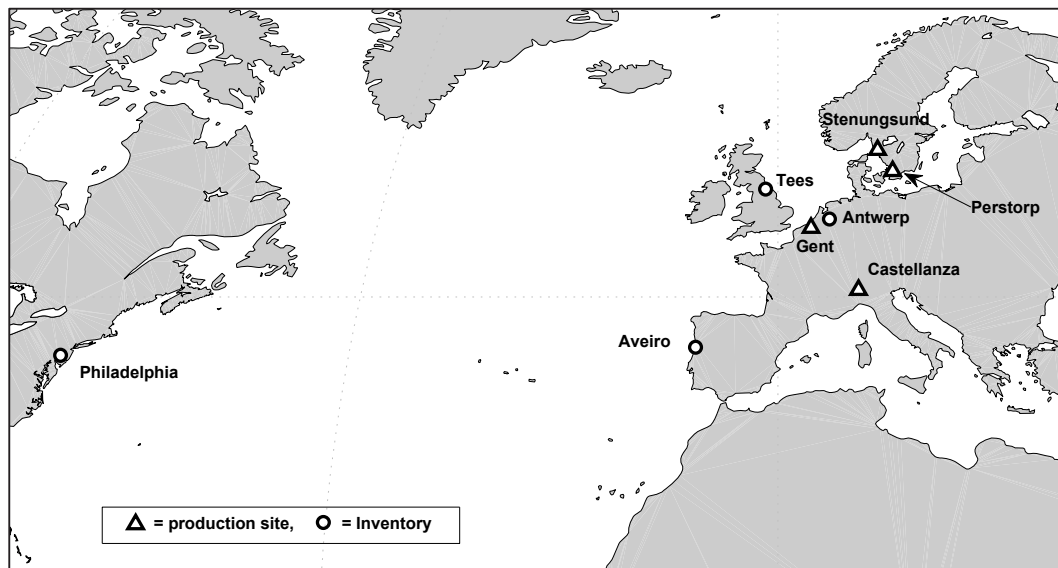 Stenungsund
Tees
Perstorp
Antwerp
Gent
Castellanza
Aveiro
Philadelphia
= production site, = Inventory